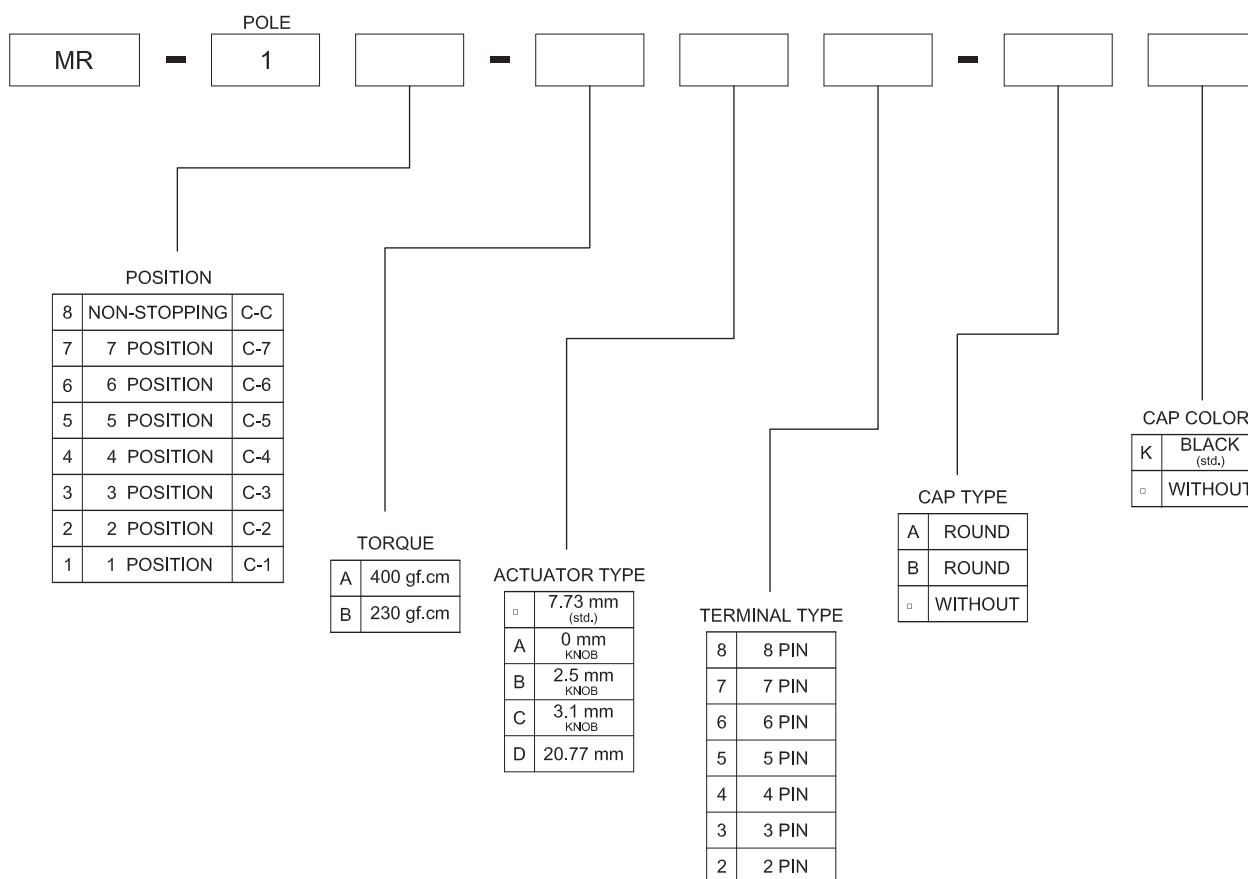 POLE
MR - 1 - -
POSITION
8 NON-STOPPING C-C
7 7 POSITION C-7
6 6 POSITION C-6
5 5 POSITION C-5
4 4 POSITION C-4
3 3 POSITION C-3
2 2 POSITION C-2
1 1 POSITION C-1
TORQUE
A 400 gf.cm
B 230 gf.cm
ACTUATOR TYPE
▫ 7.73 mm
(std.)
A 0 mm
KNOB
B 2.5 mm
KNOB
C 3.1 mm
KNOB
D 20.77 mm
TERMINAL TYPE
8 8 PIN
7 7 PIN
6 6 PIN
5 5 PIN
4 4 PIN
3 3 PIN
2 2 PIN
CAP TYPE
A ROUND
B ROUND
▫ WITHOUT
CAP COLOR
K BLACK
(std.)
▫ WITHOUT